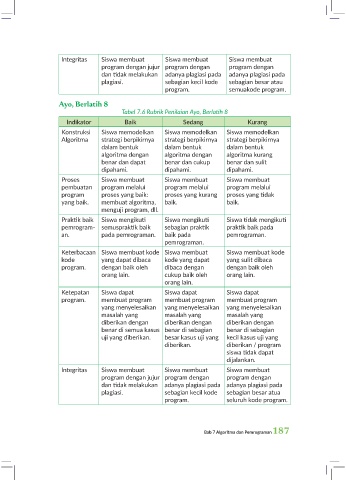 Integritas Siswa membuat Siswa membuat Siswa membuat
program dengan jujur program dengan program dengan
dan tidak melakukan adanya plagiasi pada adanya plagiasi pada
plagiasi. sebagian kecil kode sebagian besar atau
program. semuakode program.
Ayo, Berlatih 8
Tabel 7.6 Rubrik Penilaian Ayo, Berlatih 8
Indikator Baik Sedang Kurang
Konstruksi Siswa memodelkan Siswa memodelkan Siswa memodelkan
Algoritma strategi berpikirnya strategi berpikirnya strategi berpikirnya
dalam bentuk dalam bentuk dalam bentuk
algoritma dengan algoritma dengan algoritma kurang
benar dan dapat benar dan cukup benar dan sulit
dipahami. dipahami. dipahami.
Proses Siswa membuat Siswa membuat Siswa membuat
pembuatan program melalui program melalui program melalui
program proses yang baik: proses yang kurang proses yang tidak
yang baik. membuat algoritma, baik. baik.
menguji program, dll.
Praktik baik Siswa mengikuti Siswa mengikuti Siswa tidak mengikuti
pemrogram- semuapraktik baik sebagian praktik praktik baik pada
an. pada pemrograman. baik pada pemrograman.
pemrograman.
Keterbacaan Siswa membuat kode Siswa membuat Siswa membuat kode
kode yang dapat dibaca kode yang dapat yang sulit dibaca
program. dengan baik oleh dibaca dengan dengan baik oleh
orang lain. cukup baik oleh orang lain.
orang lain.
Ketepatan Siswa dapat Siswa dapat Siswa dapat
program. membuat program membuat program membuat program
yang menyelesaikan yang menyelesaikan yang menyelesaikan
masalah yang masalah yang masalah yang
diberikan dengan diberikan dengan diberikan dengan
benar di semua kasus benar di sebagian benar di sebagian
uji yang diberikan. besar kasus uji yang kecil kasus uji yang
diberikan. diberikan / program
siswa tidak dapat
dijalankan.
Integritas Siswa membuat Siswa membuat Siswa membuat
program dengan jujur program dengan program dengan
dan tidak melakukan adanya plagiasi pada adanya plagiasi pada
plagiasi. sebagian kecil kode sebagian besar atau
program. seluruh kode program.
Bab 7 Algoritma dan Pemrograman 187